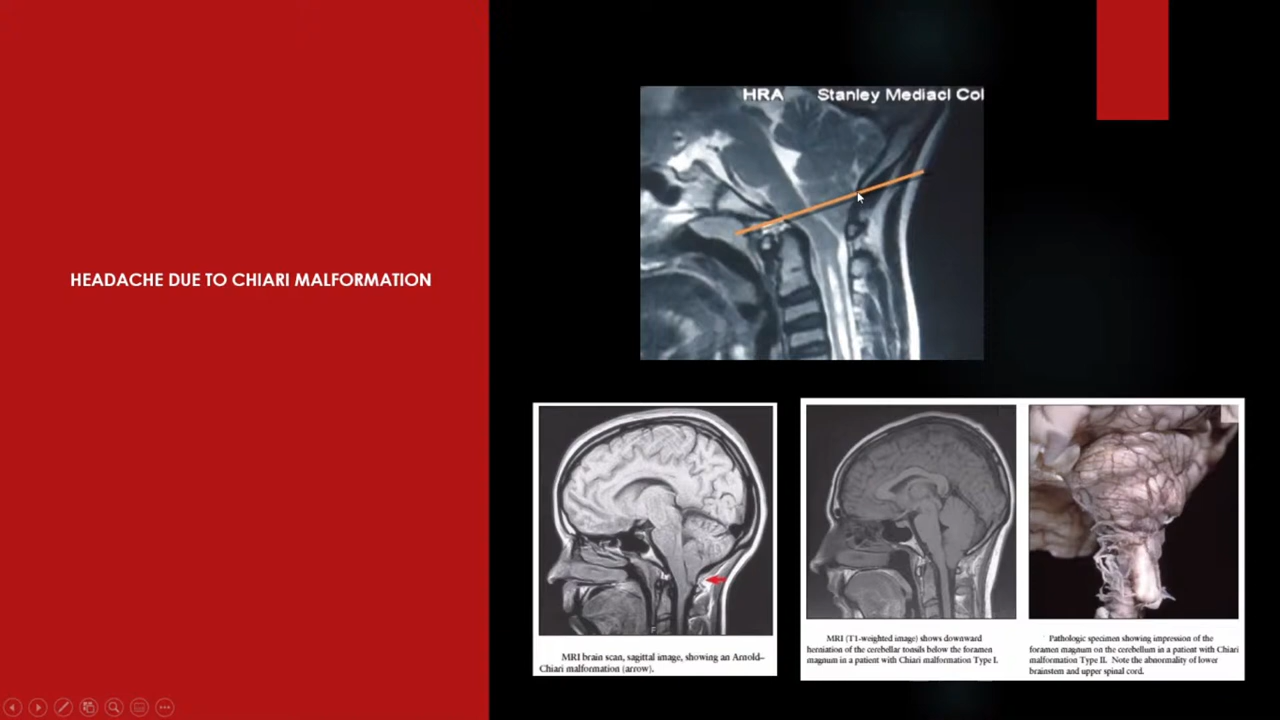 HEADACHE DUE TO CHIARI MALFORMATION
HRA Stanley Mediacl Col
MRI brain scan, sagittal image, showing an Arnold–
Chiari malformation (arrow).
MRI (T1-weighted image) shows downward
herniation of the cerebellar tonsils below the foramen
magnum in a patient with Chiari malformation Type I.
Pathologic specimen showing impression of the
foramen magnum on the cerebellum in a patient with Chiari
malformation Type II. Note the abnormality of lower
brainstem and upper spinal cord.